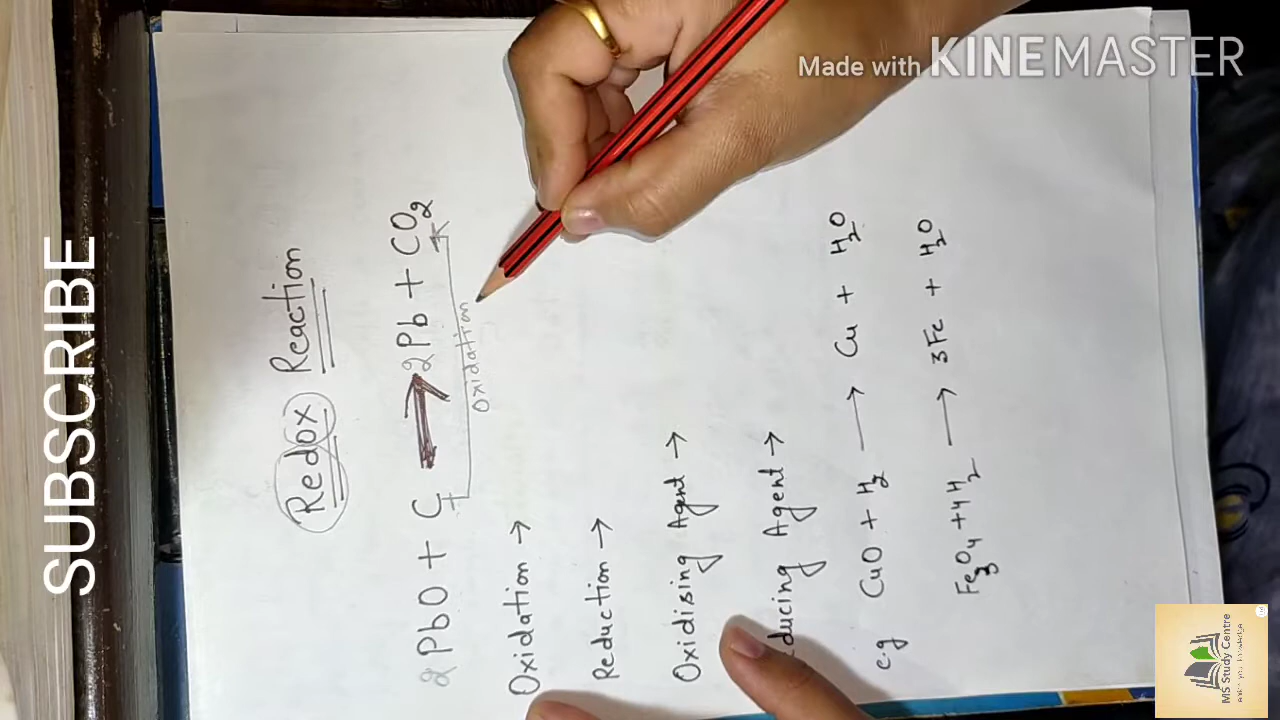 Made with KINEMASTER
SUBSCRIBE
Redox Reaction
2PbO + C → 2Pb + CO2
Oxidation
Oxidation →
Reduction →
Oxidising Agent →
ducing Agent →
e.g CuO + H2 → Cu + H2O
Fe3O4 + 4H2 → 3Fe + H2O
MS Study Centre